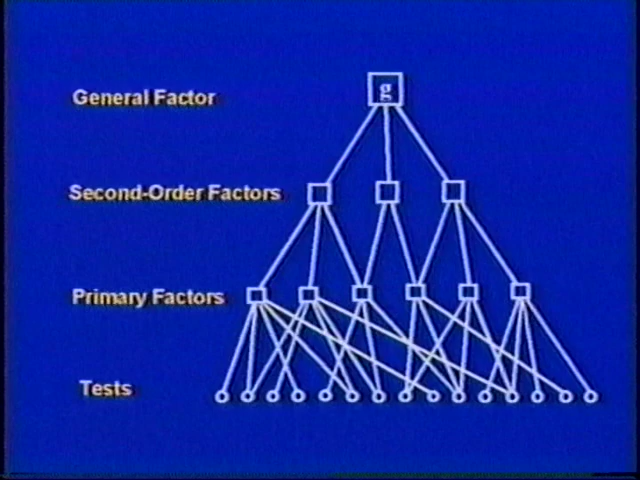 General Factor
g
Second-Order Factors
Primary Factors
Tests